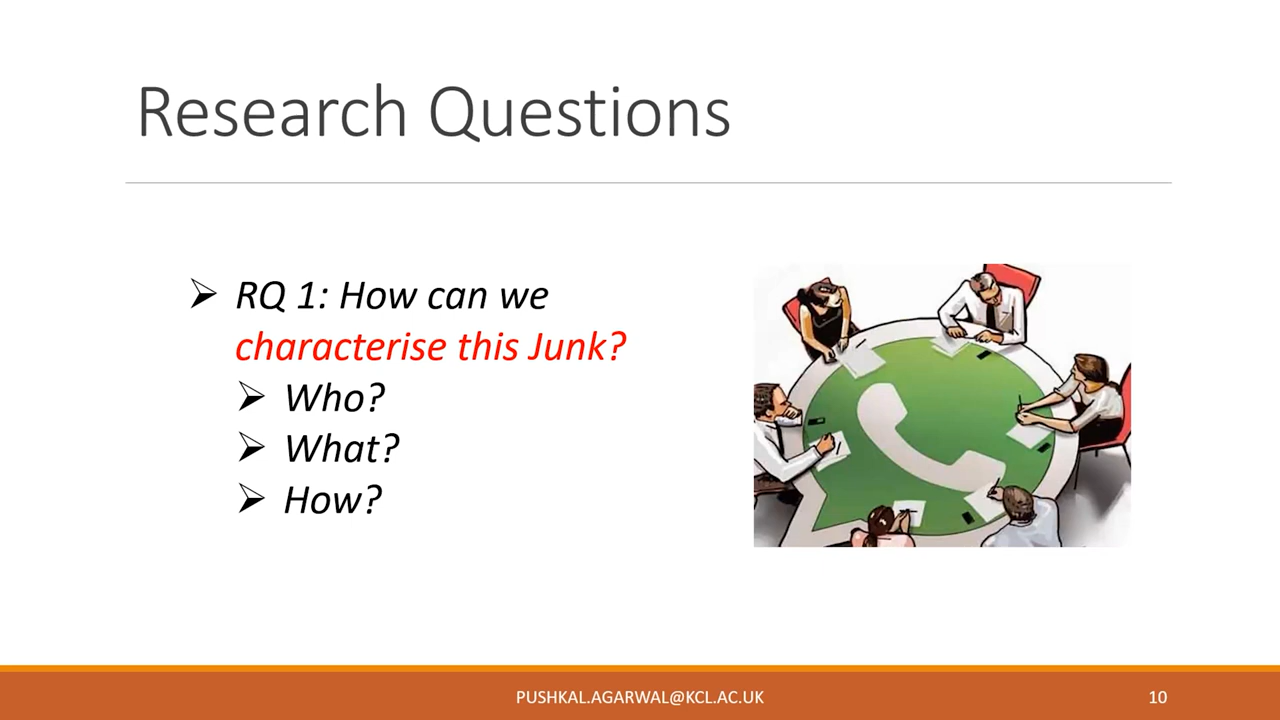 Research Questions
RQ 1: How can we
characterise this Junk?
Who?
What?
How?
PUSHKAL.AGARWAL@KCL.AC.UK
10